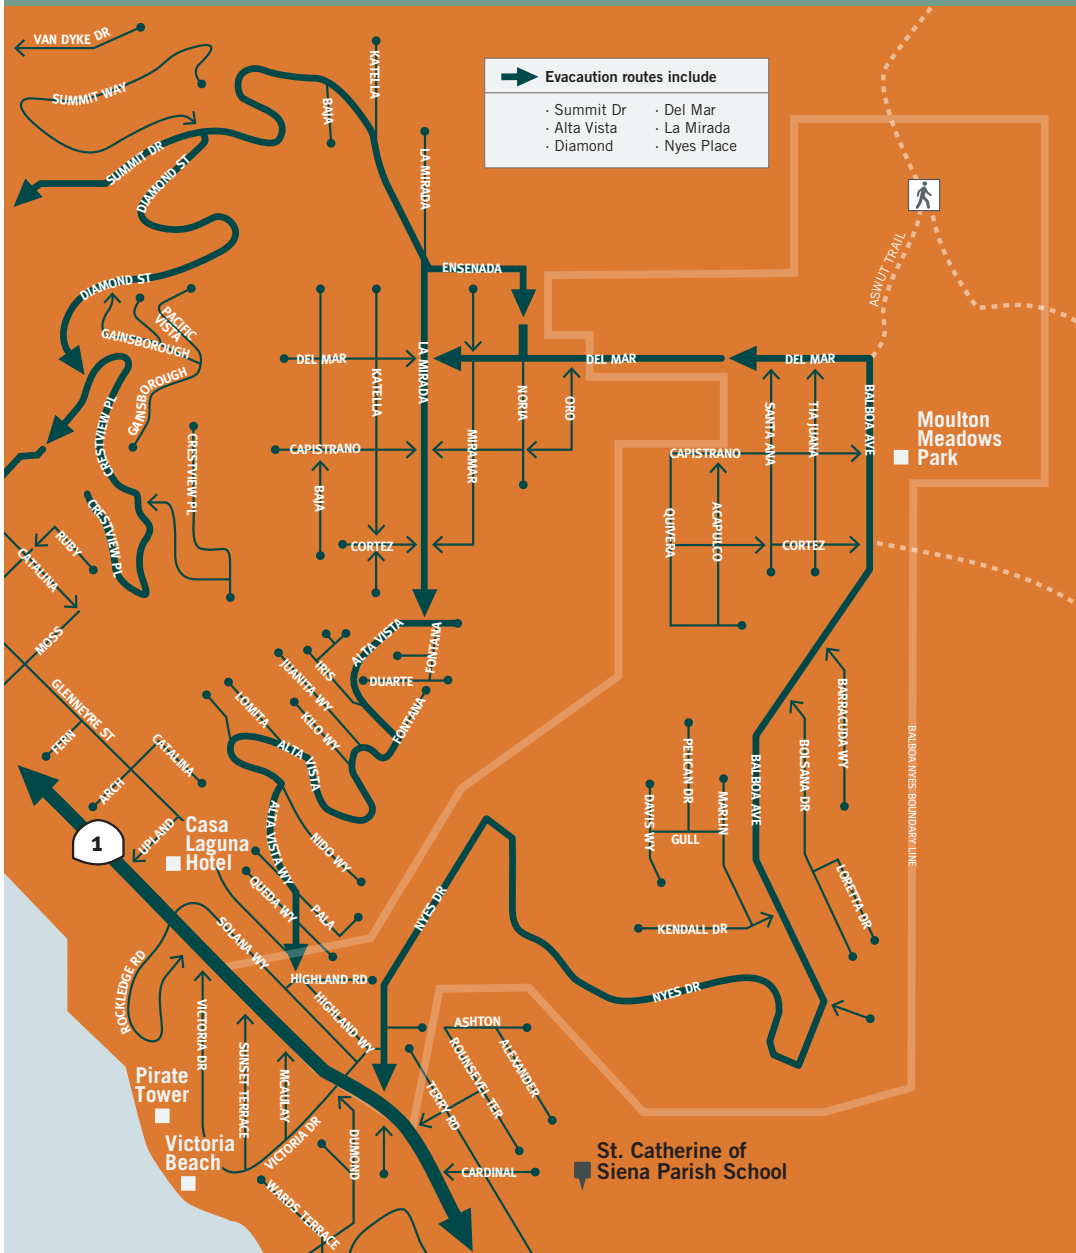 VAN DYKE DR
SUMMIT WAY
KATELLA
BAJA
Evacaution routes include
· Summit Dr
· Alta Vista
· Diamond
· Del Mar
· La Mirada
· Nyes Place
SUMMIT DR
DIAMOND ST
LA MIRADA
ENSENADA
ASWUT TRAIL
DIAMOND ST
PACIFIC
VISTA
GAINSBOROUGH
GAINSBOROUGH
DEL MAR
LA MIRADA
DEL MAR
DEL MAR
KATELLA
NORIA
ORO
SANTA ANA
TIA JUANA
BALBOA AVE
Moulton
Meadows
Park
CRESTVIEW PL
CRESTVIEW PL
CAPISTRANO
MIRAMAR
CAPISTRANO
BAJA
CRESTVIEW PL
QUIVERA
ACAPULCO
RUBY
CATALINA
CORTEZ
CORTEZ
MOSS
ALTA VISTA
FONTANA
IRIS
JUANITA WY
DUARTE
LOMITA
KILO WY
FONTANA
GLENNEYRE ST
FERN
CATALINA
ARCH
ALTA VISTA
BARRACUDA WY
BOLSANA DR
BALBOA AVE
BALBOA NYES BOUNDARY LINE
PELICAN DR
DAVIS WY
MARLIN
GULL
1
UPLAND
Casa
Laguna
Hotel
ALTA VISTA WY
NIDO WY
QUEDA WY
PALA
NYES DR
LORETTA DR
KENDALL DR
SOLANA WY
ROCKLEDGE RD
HIGHLAND RD
NYES DR
HIGHLAND WY
VICTORIA DR
SUNSET TERRACE
MCAULAY
ASHTON
ROUNSEVEL TER
ALEXANDER
TERRY RD
Pirate
Tower
Victoria
Beach
VICTORIA DR
DUMOND
CARDINAL
WARDS TERRACE
St. Catherine of
Siena Parish School